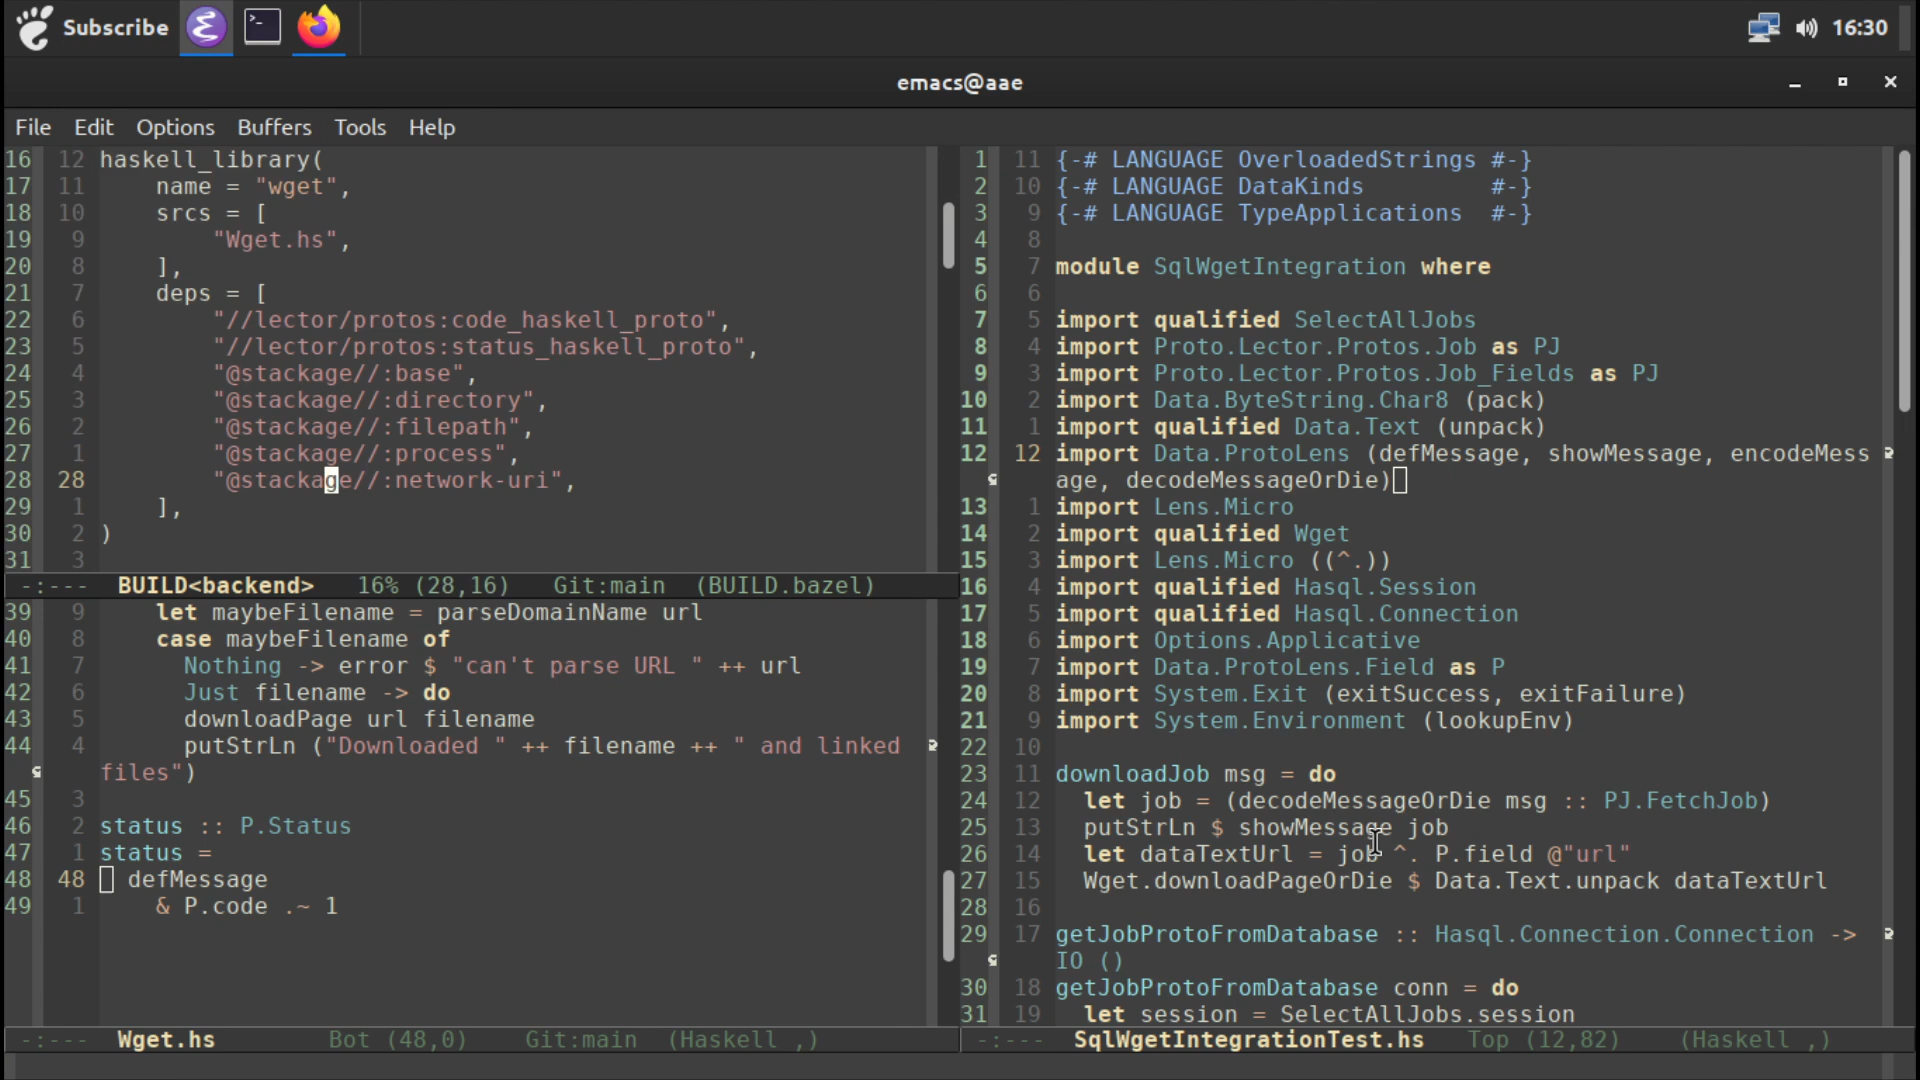 Subscribe
16:30
emacs@aae
File Edit Options Buffers Tools Help
16 12 haskell_library(
17 11     name = "wget",
18 10     srcs = [
19 9         "Wget.hs",
20 8     ],
21 7     deps = [
22 6         "//lector/protos:code_haskell_proto",
23 5         "//lector/protos:status_haskell_proto",
24 4         "@stackage//:base",
25 3         "@stackage//:directory",
26 2         "@stackage//:filepath",
27 1         "@stackage//:process",
28 28         "@stackage//:network-uri",
29 1     ],
30 2 )
31 3
-:--- BUILD<backend> 16% (28,16) Git:main (BUILD.bazel)
39 9     let maybeFilename = parseDomainName url
40 8     case maybeFilename of
41 7       Nothing -> error $ "can't parse URL " ++ url
42 6       Just filename -> do
43 5       downloadPage url filename
44 4       putStrLn ("Downloaded " ++ filename ++ " and linked
files")
45 3
46 2 status :: P.Status
47 1 status =
48 48   defMessage
49 1     & P.code .~ 1
-:--- Wget.hs Bot (48,0) Git:main (Haskell ,)
1 11 {-# LANGUAGE OverloadedStrings #-}
2 10 {-# LANGUAGE DataKinds         #-}
3 9 {-# LANGUAGE TypeApplications  #-}
4 8
5 7 module SqlWgetIntegration where
6 6
7 5 import qualified SelectAllJobs
8 4 import Proto.Lector.Protos.Job as PJ
9 3 import Proto.Lector.Protos.Job_Fields as PJ
10 2 import Data.ByteString.Char8 (pack)
11 1 import qualified Data.Text (unpack)
12 12 import Data.ProtoLens (defMessage, showMessage, encodeMess
age, decodeMessageOrDie)
13 1 import Lens.Micro
14 2 import qualified Wget
15 3 import Lens.Micro ((^.))
16 4 import qualified Hasql.Session
17 5 import qualified Hasql.Connection
18 6 import Options.Applicative
19 7 import Data.ProtoLens.Field as P
20 8 import System.Exit (exitSuccess, exitFailure)
21 9 import System.Environment (lookupEnv)
22 10
23 11 downloadJob msg = do
24 12   let job = (decodeMessageOrDie msg :: PJ.FetchJob)
25 13   putStrLn $ showMessage job
26 14   let dataTextUrl = job ^. P.field @"url"
27 15   Wget.downloadPageOrDie $ Data.Text.unpack dataTextUrl
28 16
29 17 getJobProtoFromDatabase :: Hasql.Connection.Connection ->
IO ()
30 18 getJobProtoFromDatabase conn = do
31 19   let session = SelectAllJobs.session
-:--- SqlWgetIntegrationTest.hs Top (12,82) (Haskell ,)